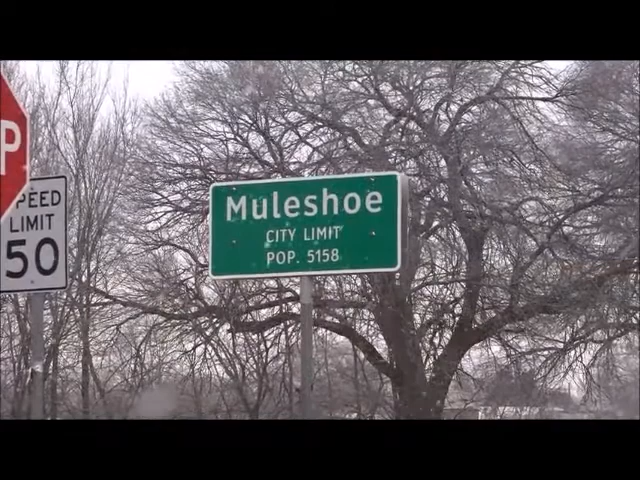 P
PEED
LIMIT
50
Muleshoe
CITY LIMIT
POP. 5158